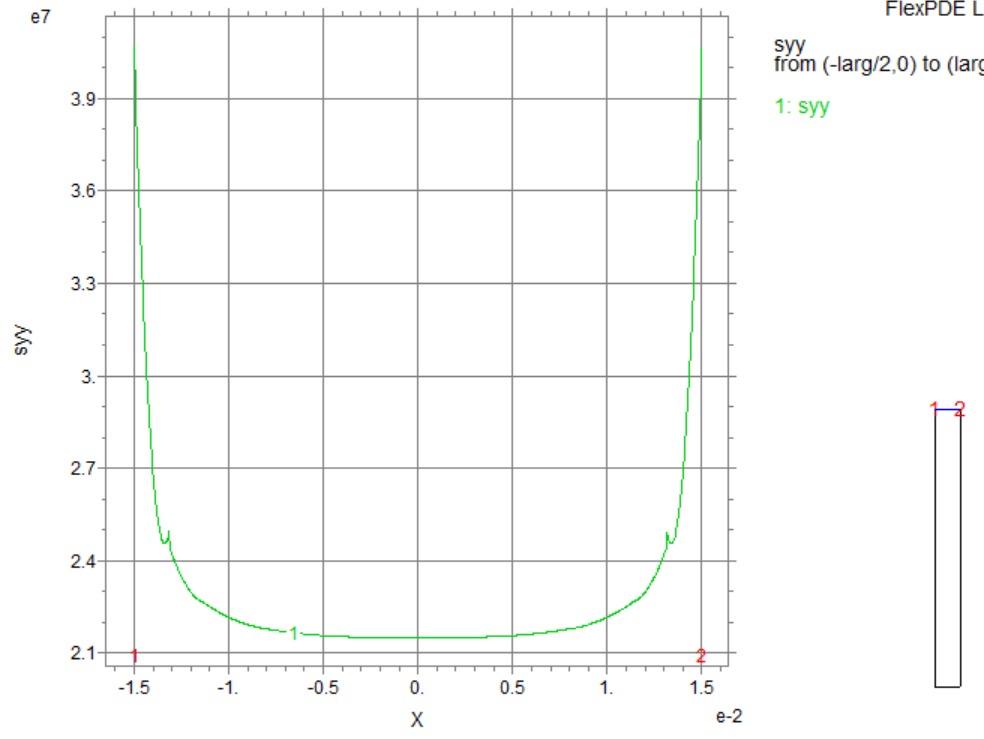 e7
FlexPDE L
syy
from (-larg/2,0) to (larg
1: syy
3.9
3.6
3.3
3.
2.7
2.4
2.1
syy
1
1
2
-1.5 -1. -0.5 0. 0.5 1. 1.5
X
e-2
1 2